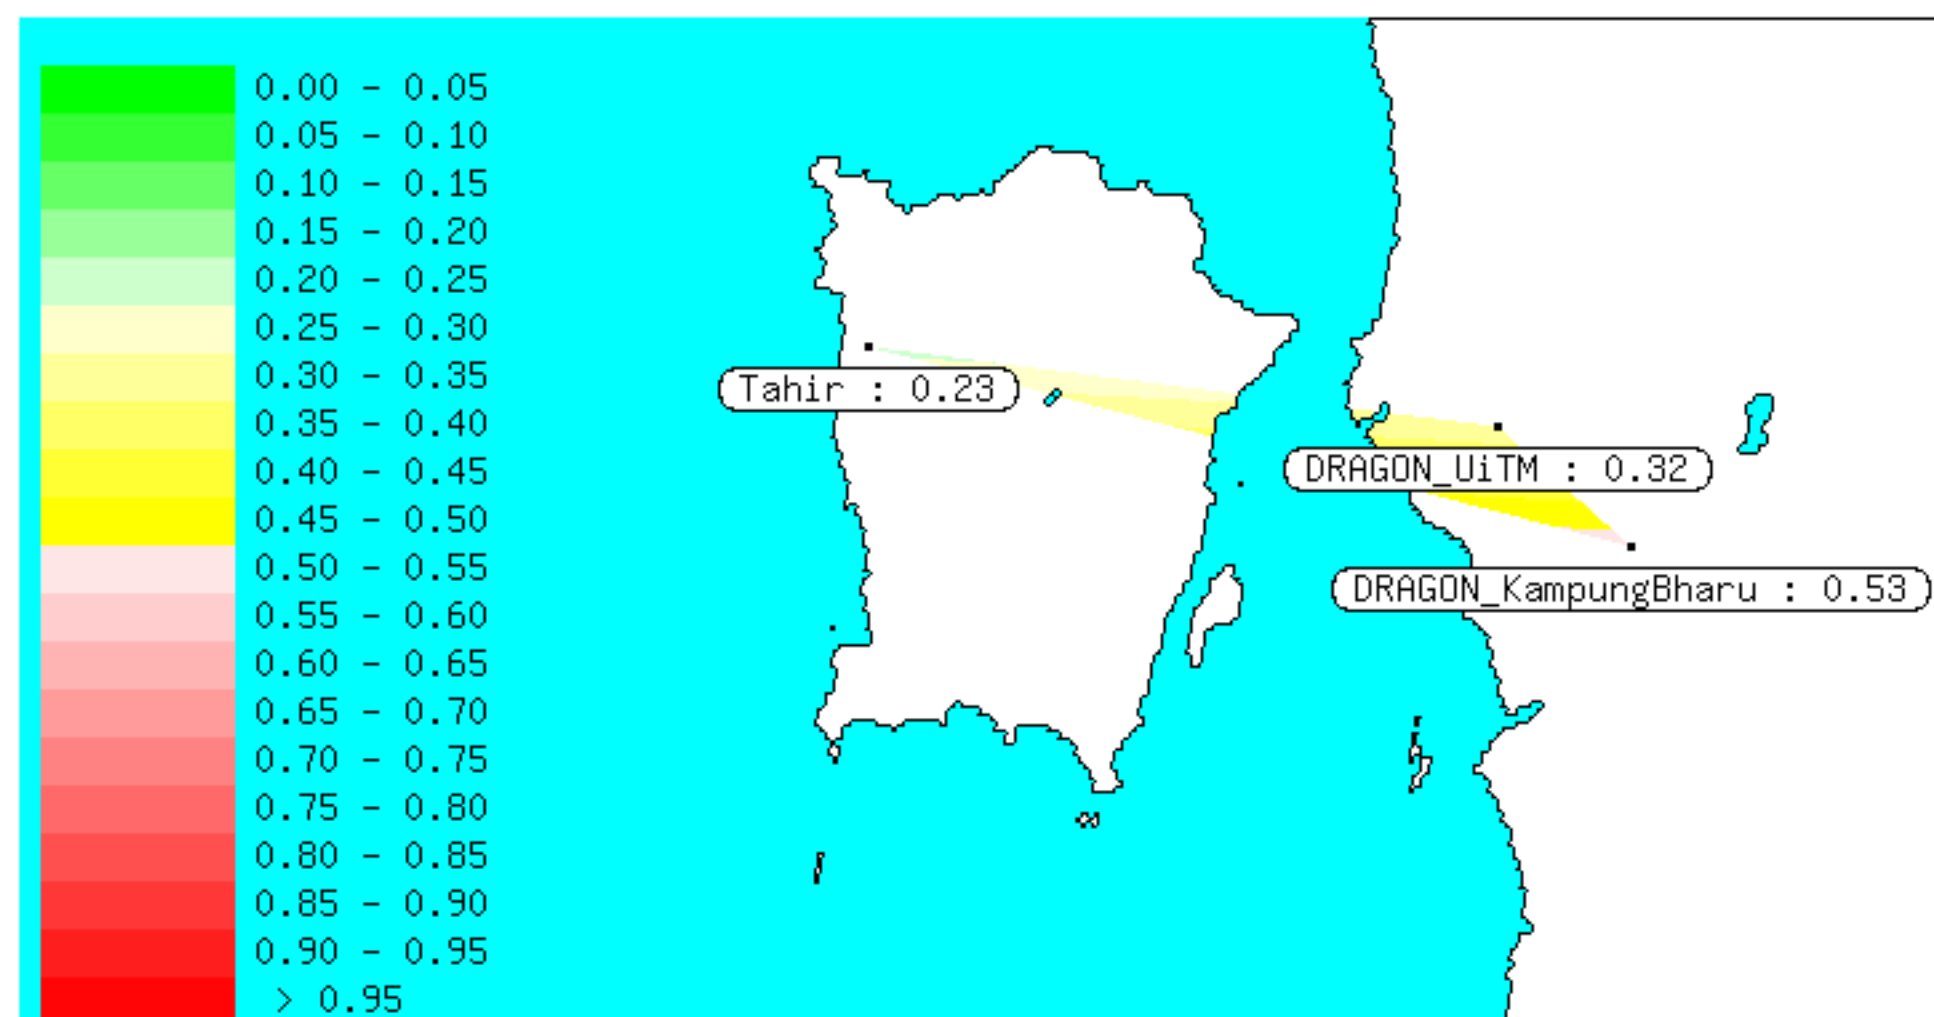 0.00 - 0.05
0.05 - 0.10
0.10 - 0.15
0.15 - 0.20
0.20 - 0.25
0.25 - 0.30
0.30 - 0.35
0.35 - 0.40
0.40 - 0.45
0.45 - 0.50
0.50 - 0.55
0.55 - 0.60
0.60 - 0.65
0.65 - 0.70
0.70 - 0.75
0.75 - 0.80
0.80 - 0.85
0.85 - 0.90
0.90 - 0.95
> 0.95
Tahir : 0.23
DRAGON_UiTM : 0.32
DRAGON_KampungBharu : 0.53